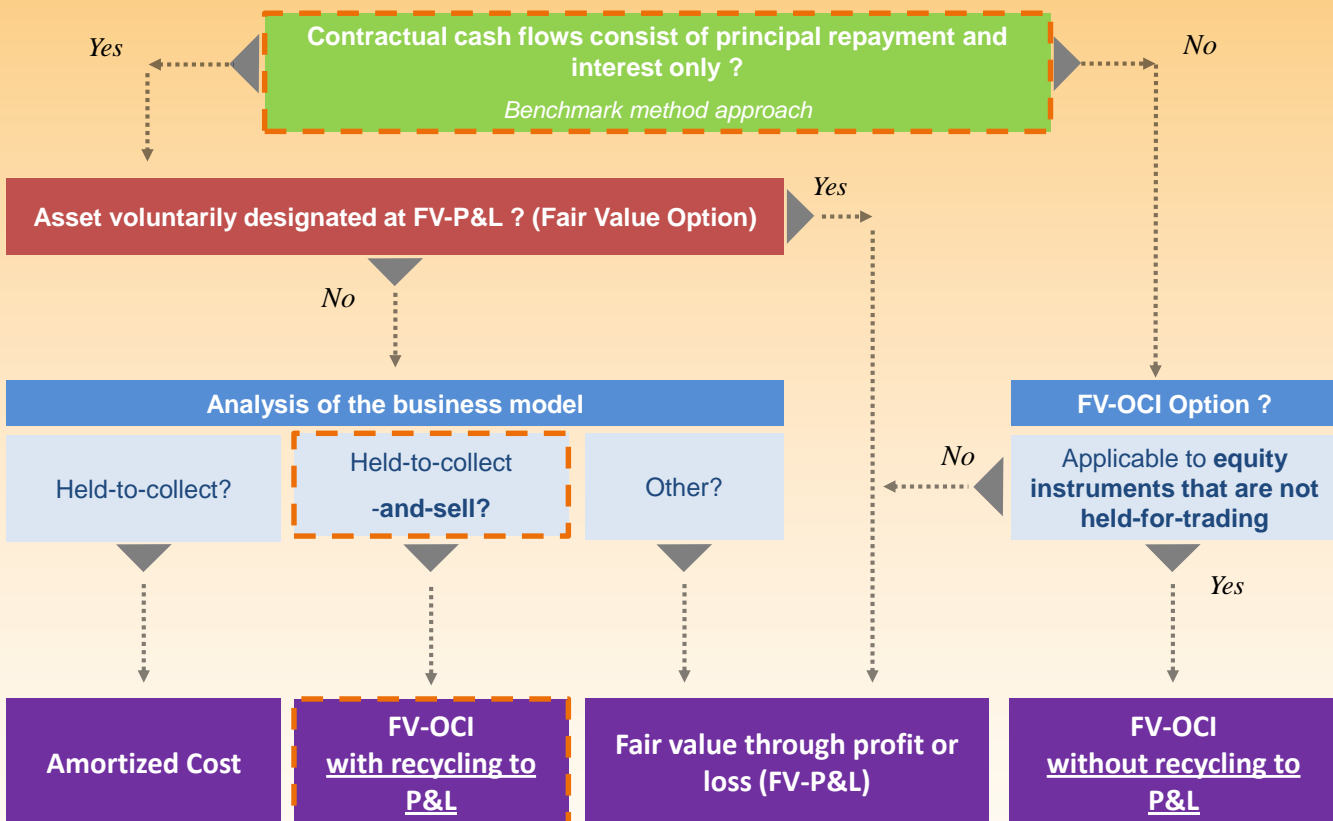 Yes
Contractual cash flows consist of principal repayment and
interest only ?
Benchmark method approach
No
Asset voluntarily designated at FV-P&L ? (Fair Value Option)
Yes
No
Analysis of the business model
FV-OCI Option ?
Held-to-collect?
Held-to-collect
-and-sell?
Other?
No
Applicable to equity
instruments that are not
held-for-trading
Yes
Amortized Cost
FV-OCI
with recycling to
P&L
Fair value through profit or
loss (FV-P&L)
FV-OCI
without recycling to
P&L